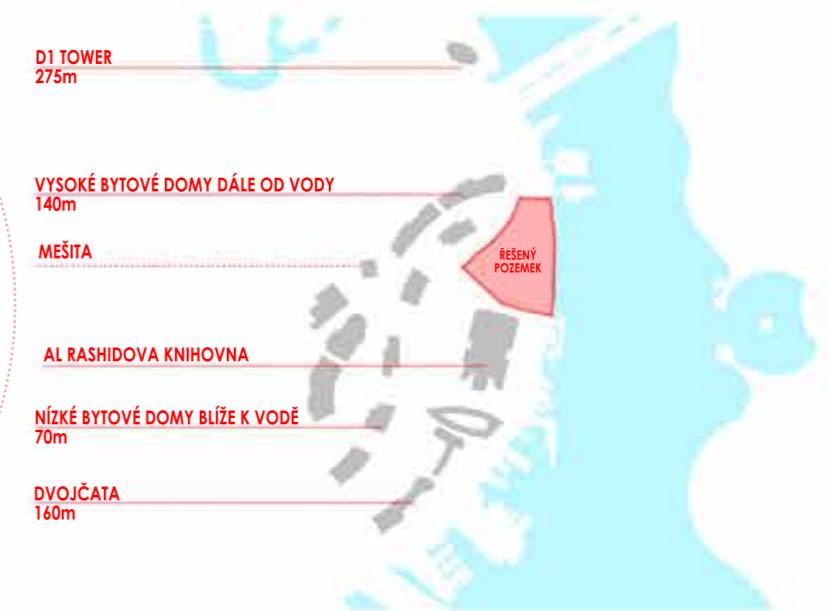 D1 TOWER
275m
VYSOKÉ BYTOVÉ DOMY DÁLE OD VODY
140m
MEŠITA
ŘEŠENÝ
POZEMEK
AL RASHIDOVA KNIHOVNA
NÍZKÉ BYTOVÉ DOMY BLÍŽE K VODĚ
70m
DVOJČATA
160m